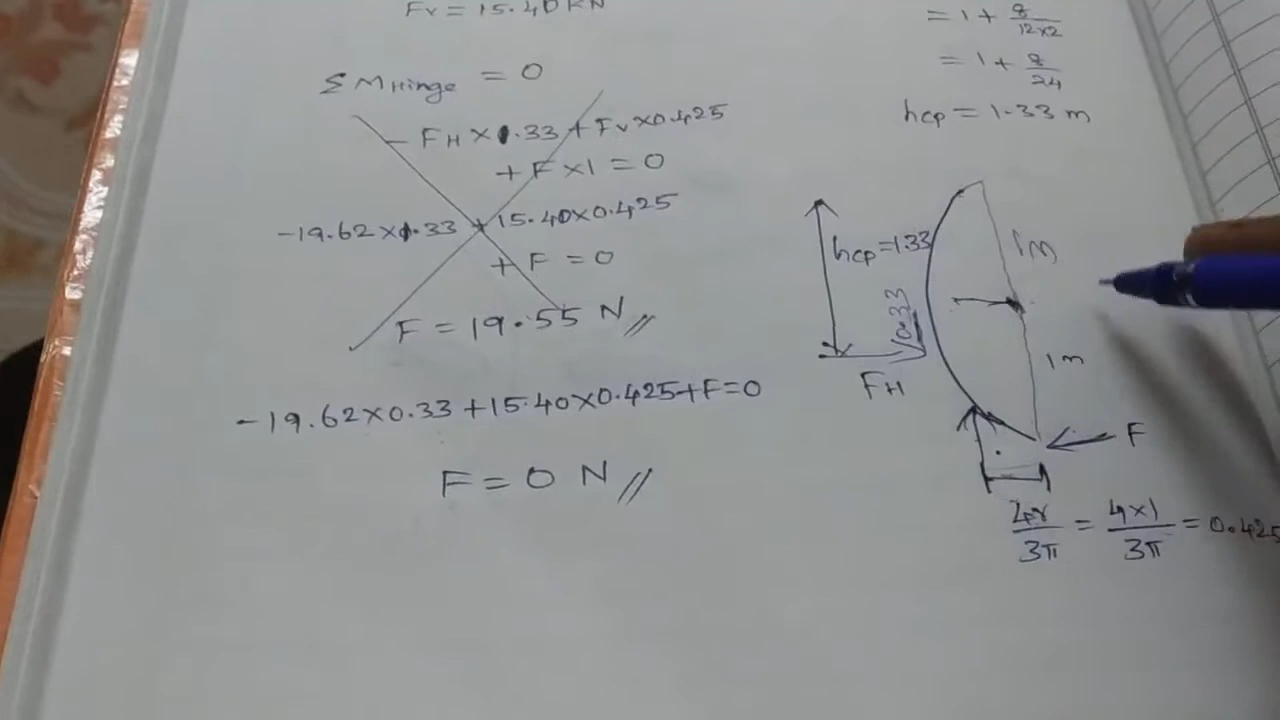 Fv = 15.40 KN
Σ M Hinge = 0
- FH × 0.33 + Fv × 0.425
+ F × 1 = 0
-19.62 × 0.33 + 15.40 × 0.425
+ F = 0
F = 19.55 N //
-19.62 × 0.33 + 15.40 × 0.425 + F = 0
F = 0 N //
= 1 + 8/12×2
= 1 + 8/24
hcp = 1.33 m
hcp = 1.33
1m
0.33
1m
FH
F
4r/3π = 4×1/3π = 0.425